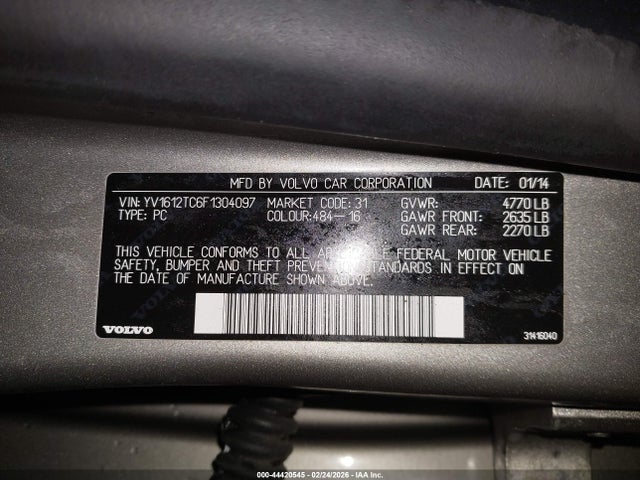 MFD BY VOLVO CAR CORPORATION DATE: 01/14
VIN: YV1612TC6F1304097 MARKET CODE: 31 GVWR: 4770 LB
TYPE: PC COLOUR:484-16 GAWR FRONT: 2635 LB
GAWR REAR: 2270 LB
THIS VEHICLE CONFORMS TO ALL FEDERAL MOTOR VEHICLE
SAFETY, BUMPER AND THEFT PREVENTION STANDARDS IN EFFECT ON
THE DATE OF MANUFACTURE SHOWN ABOVE.
VOLVO 31416040
000-44420545 - 02/24/2026 - IAAI.com